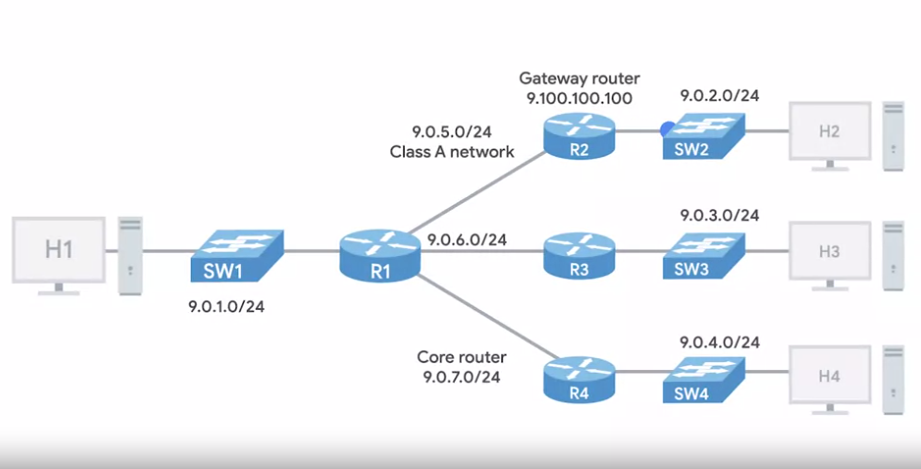 Gateway router
9.100.100.100
9.0.2.0/24
9.0.5.0/24
Class A network
R2
SW2
H2
H1
SW1
9.0.1.0/24
R1
9.0.6.0/24
R3
9.0.3.0/24
SW3
H3
Core router
9.0.7.0/24
R4
9.0.4.0/24
SW4
H4